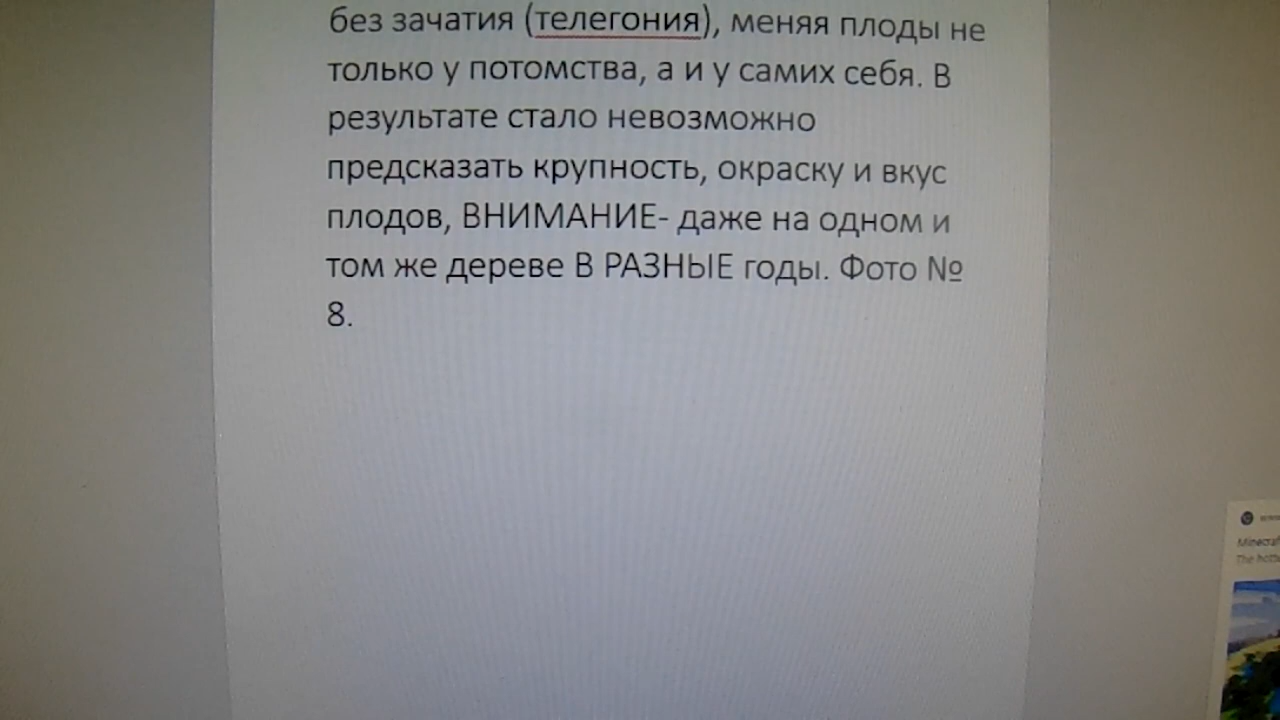 без зачатия (телегония), меняя плоды не
только у потомства, а и у самих себя. В
результате стало невозможно
предсказать крупность, окраску и вкус
плодов, ВНИМАНИЕ- даже на одном и
том же дереве В РАЗНЫЕ годы. Фото №
8.
The